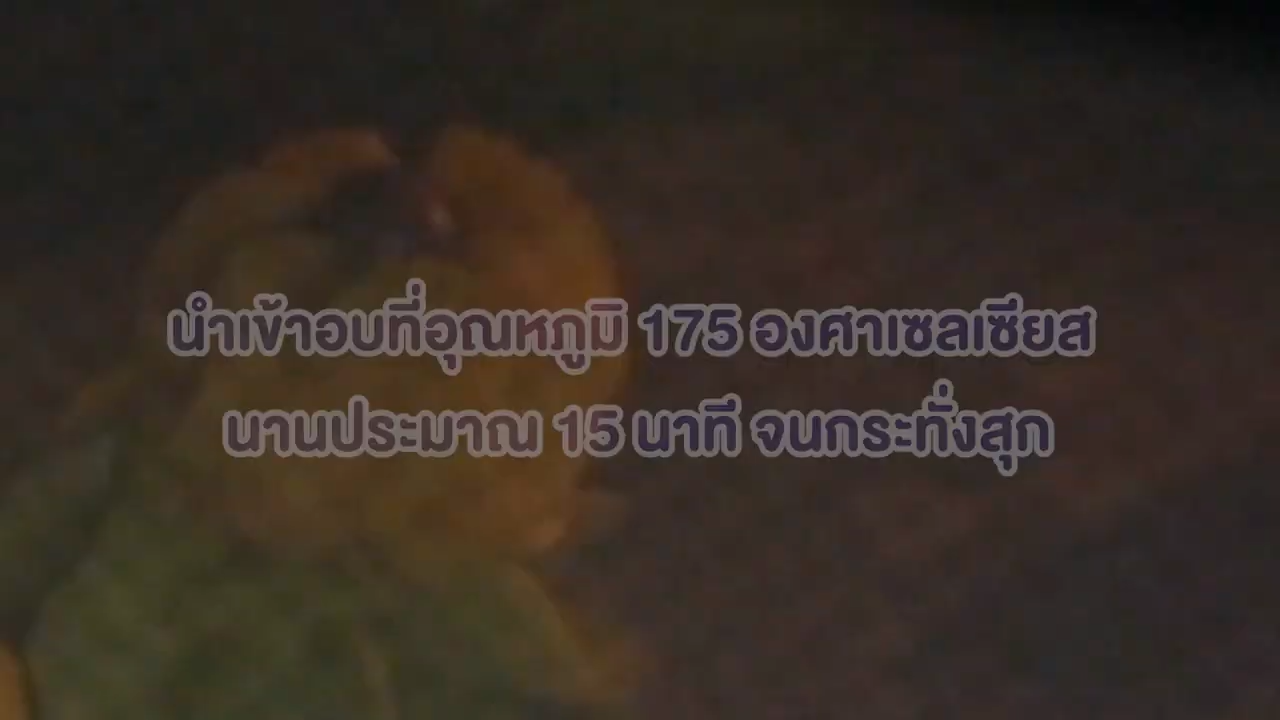 นำเข้าอบที่อุณหภูมิ 175 องศาเซลเซียส
นานประมาณ 15 นาที จนกระทั่งสุก